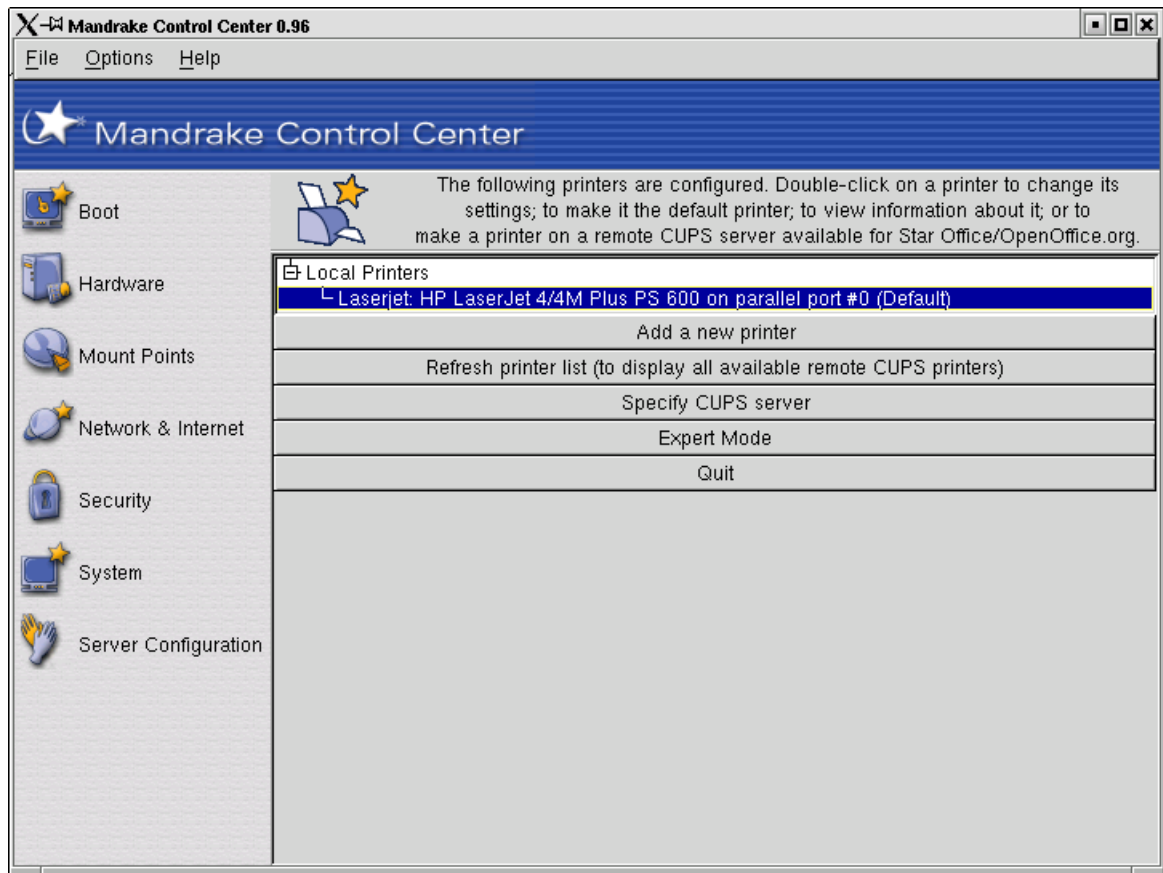 Mandrake Control Center 0.96
File Options Help
Mandrake Control Center
Boot
Hardware
Mount Points
Network & Internet
Security
System
Server Configuration
The following printers are configured. Double-click on a printer to change its
settings; to make it the default printer; to view information about it; or to
make a printer on a remote CUPS server available for Star Office/OpenOffice.org.
Local Printers
Laserjet: HP LaserJet 4/4M Plus PS 600 on parallel port #0 (Default)
Add a new printer
Refresh printer list (to display all available remote CUPS printers)
Specify CUPS server
Expert Mode
Quit